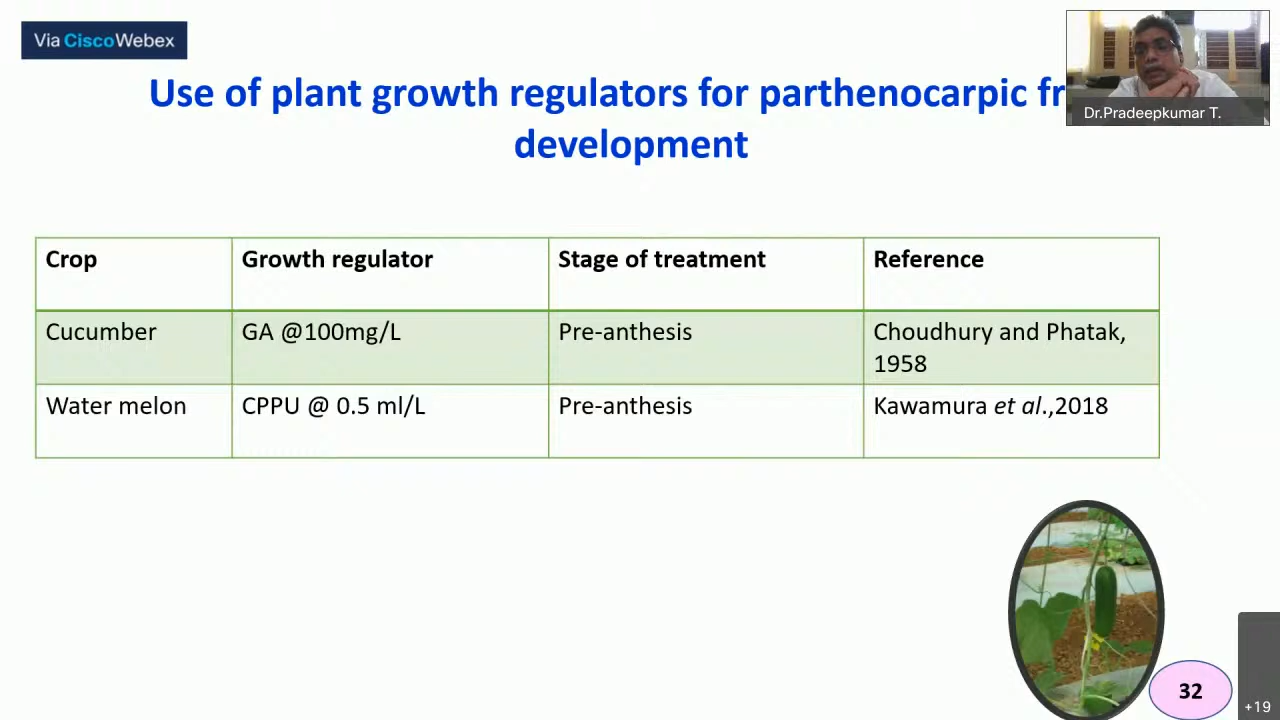 Via CiscoWebex
Use of plant growth regulators for parthenocarpic fr
development
Dr.Pradeepkumar T.
Crop Growth regulator Stage of treatment Reference
Cucumber GA @100mg/L Pre-anthesis Choudhury and Phatak,
1958
Water melon CPPU @ 0.5 ml/L Pre-anthesis Kawamura et al.,2018
32
+19